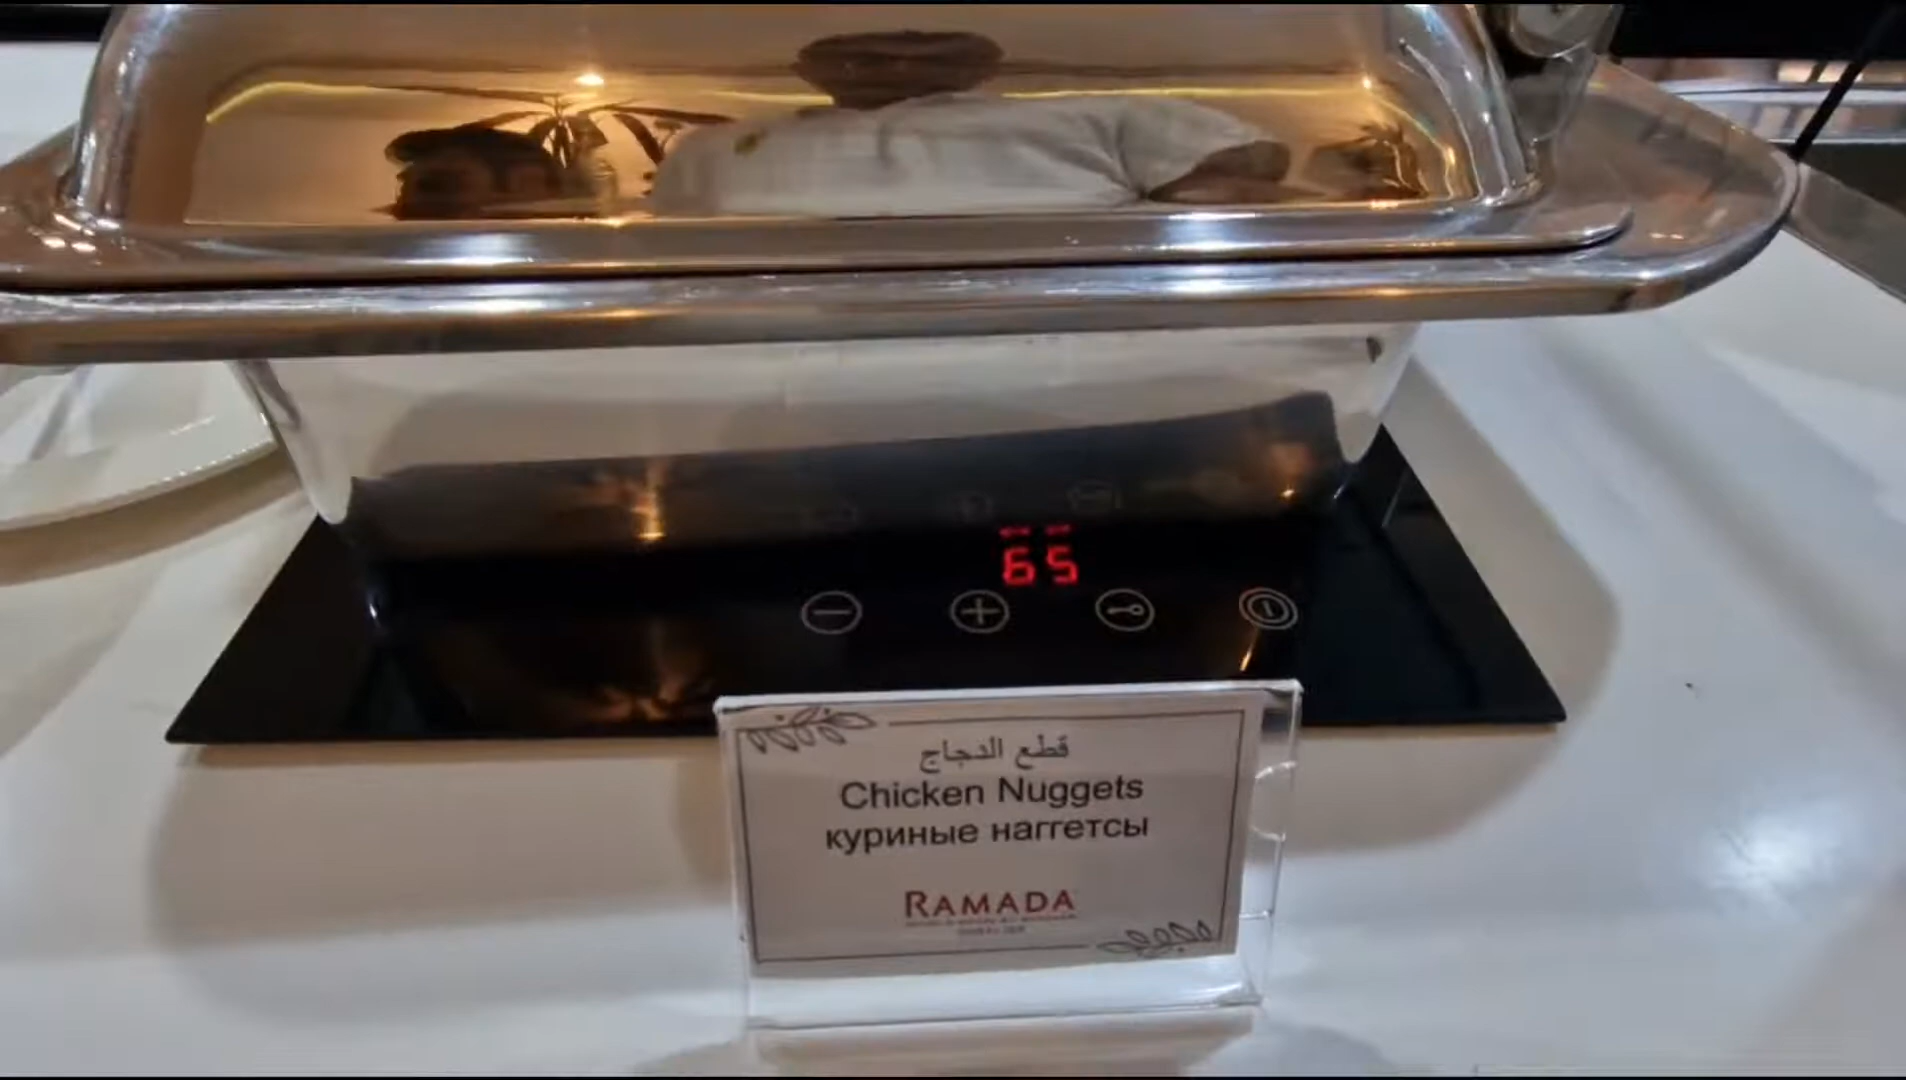 65
قطع الدجاج
Chicken Nuggets
куриные наггетсы
RAMADA